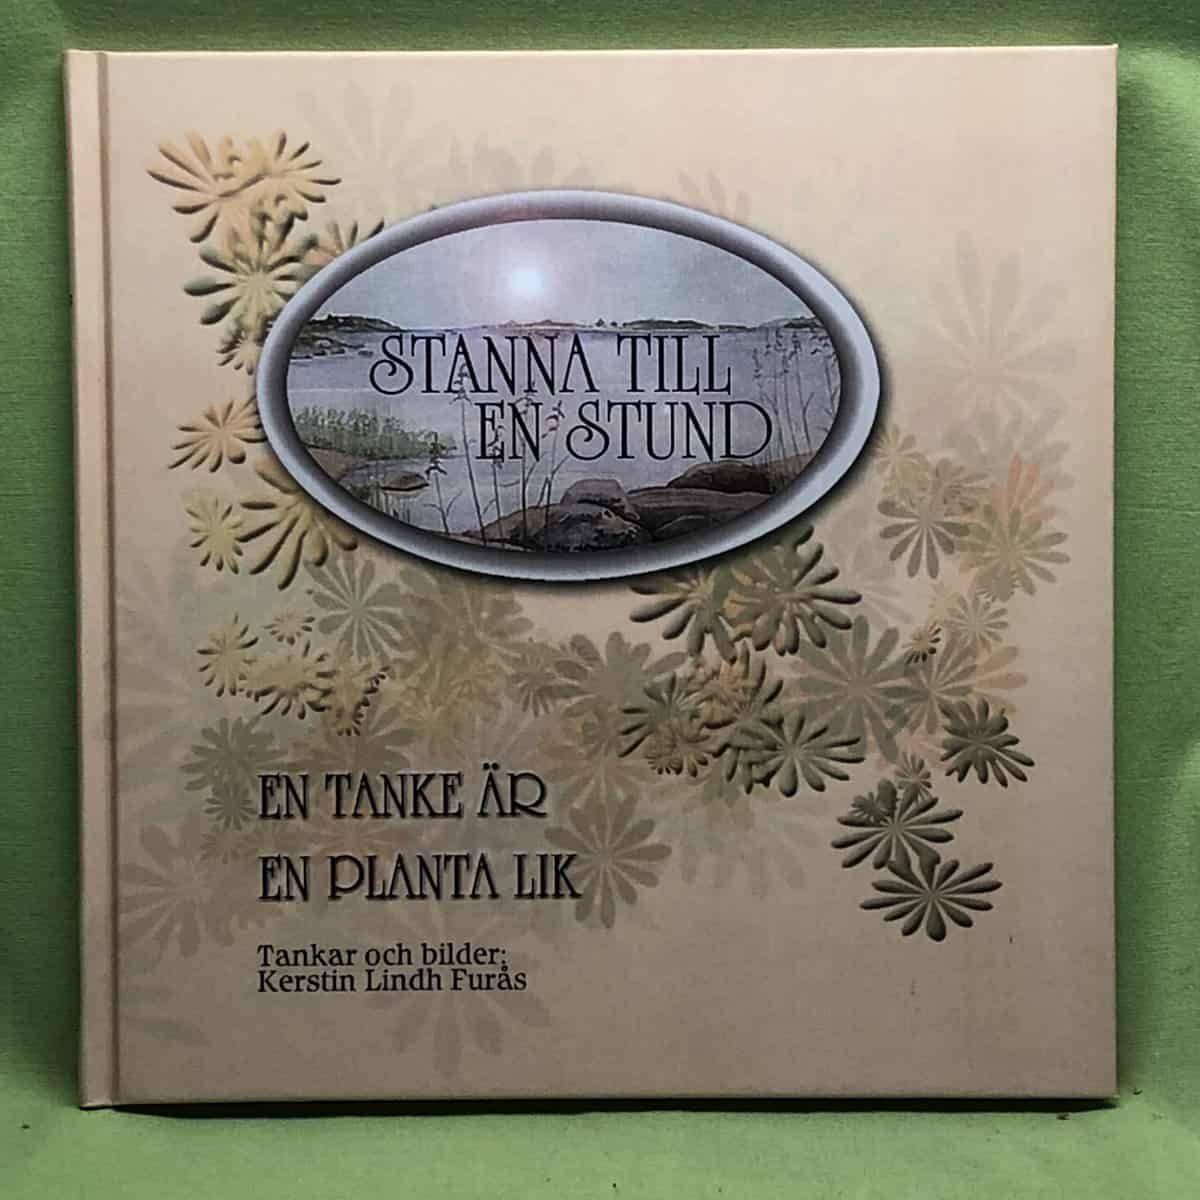 STANNA TILL
EN STUND
EN TANKE ÄR
EN PLANTA LIK
Tankar och bilder:
Kerstin Lindh Furås